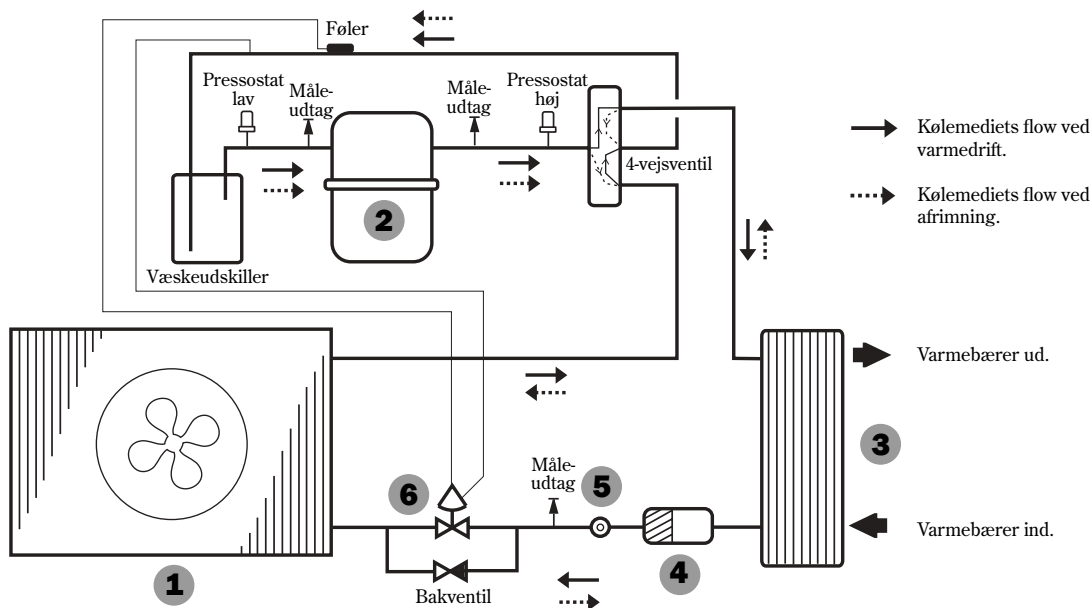 Føler
Pressostat
lav
Måle-
udtag
Måle-
udtag
Pressostat
høj
4-vejsventil
Kølemediets flow ved
varmedrift.
Kølemediets flow ved
afrimning.
2
Væskeudskiller
Varmebærer ud.
3
6
Måle-
udtag
5
Varmebærer ind.
1
Bakventil
4